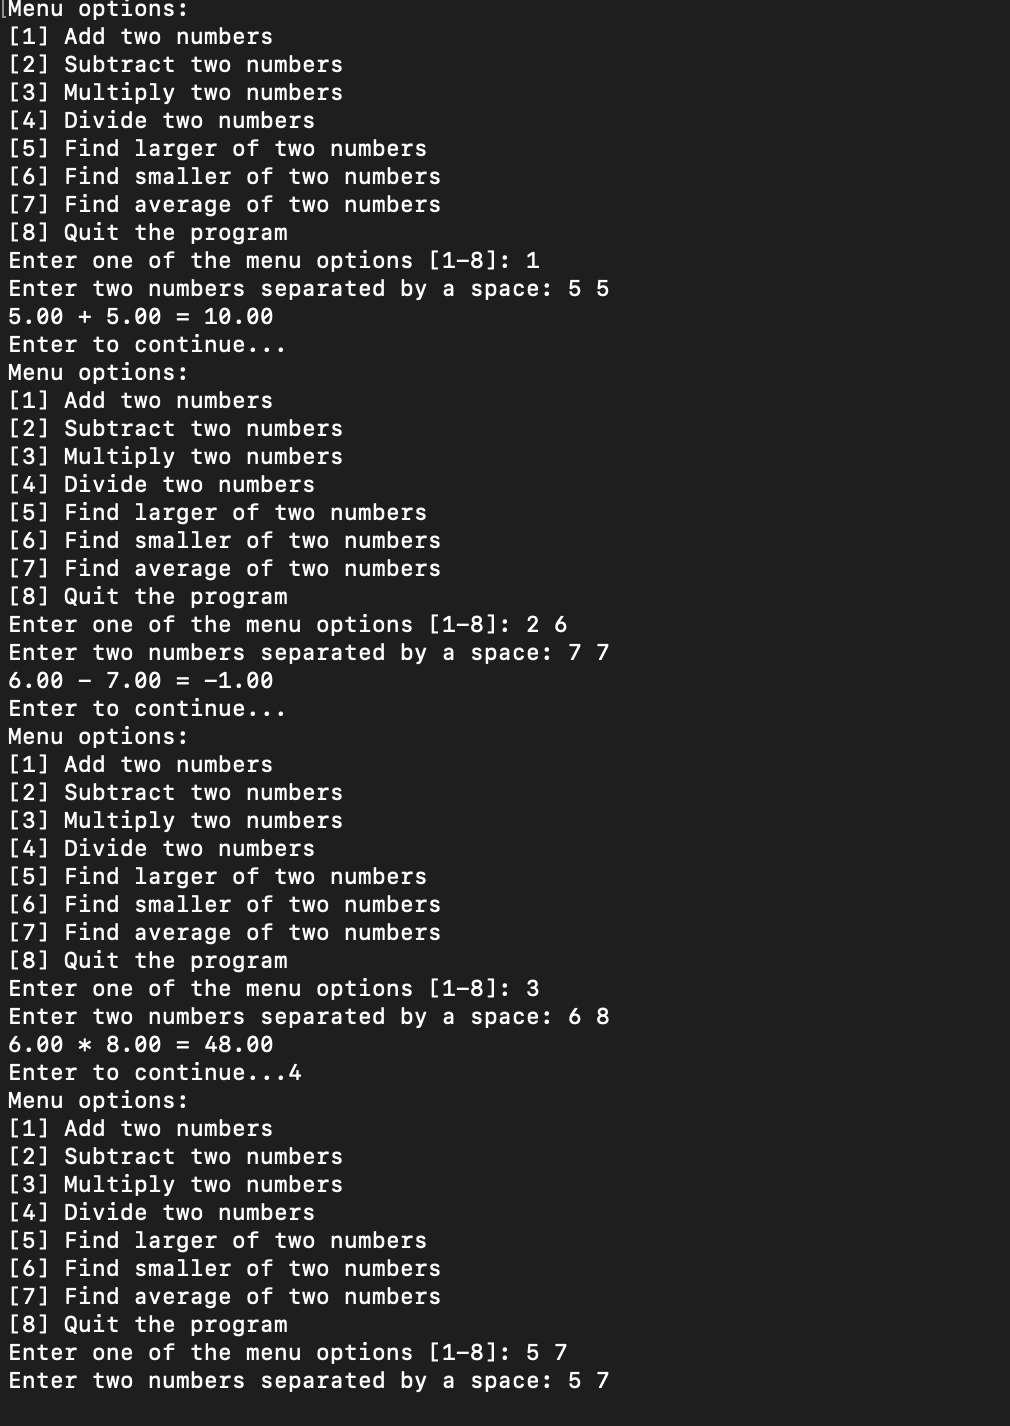 Menu options:
[1] Add two numbers
[2] Subtract two numbers
[3] Multiply two numbers
[4] Divide two numbers
[5] Find larger of two numbers
[6] Find smaller of two numbers
[7] Find average of two numbers
[8] Quit the program
Enter one of the menu options [1-8]: 1
Enter two numbers separated by a space: 5 5
5.00 + 5.00 = 10.00
Enter to continue...
Menu options:
[1] Add two numbers
[2] Subtract two numbers
[3] Multiply two numbers
[4] Divide two numbers
[5] Find larger of two numbers
[6] Find smaller of two numbers
[7] Find average of two numbers
[8] Quit the program
Enter one of the menu options [1-8]: 2 6
Enter two numbers separated by a space: 7 7
6.00 - 7.00 = -1.00
Enter to continue...
Menu options:
[1] Add two numbers
[2] Subtract two numbers
[3] Multiply two numbers
[4] Divide two numbers
[5] Find larger of two numbers
[6] Find smaller of two numbers
[7] Find average of two numbers
[8] Quit the program
Enter one of the menu options [1-8]: 3
Enter two numbers separated by a space: 6 8
6.00 * 8.00 = 48.00
Enter to continue...4
Menu options:
[1] Add two numbers
[2] Subtract two numbers
[3] Multiply two numbers
[4] Divide two numbers
[5] Find larger of two numbers
[6] Find smaller of two numbers
[7] Find average of two numbers
[8] Quit the program
Enter one of the menu options [1-8]: 5 7
Enter two numbers separated by a space: 5 7